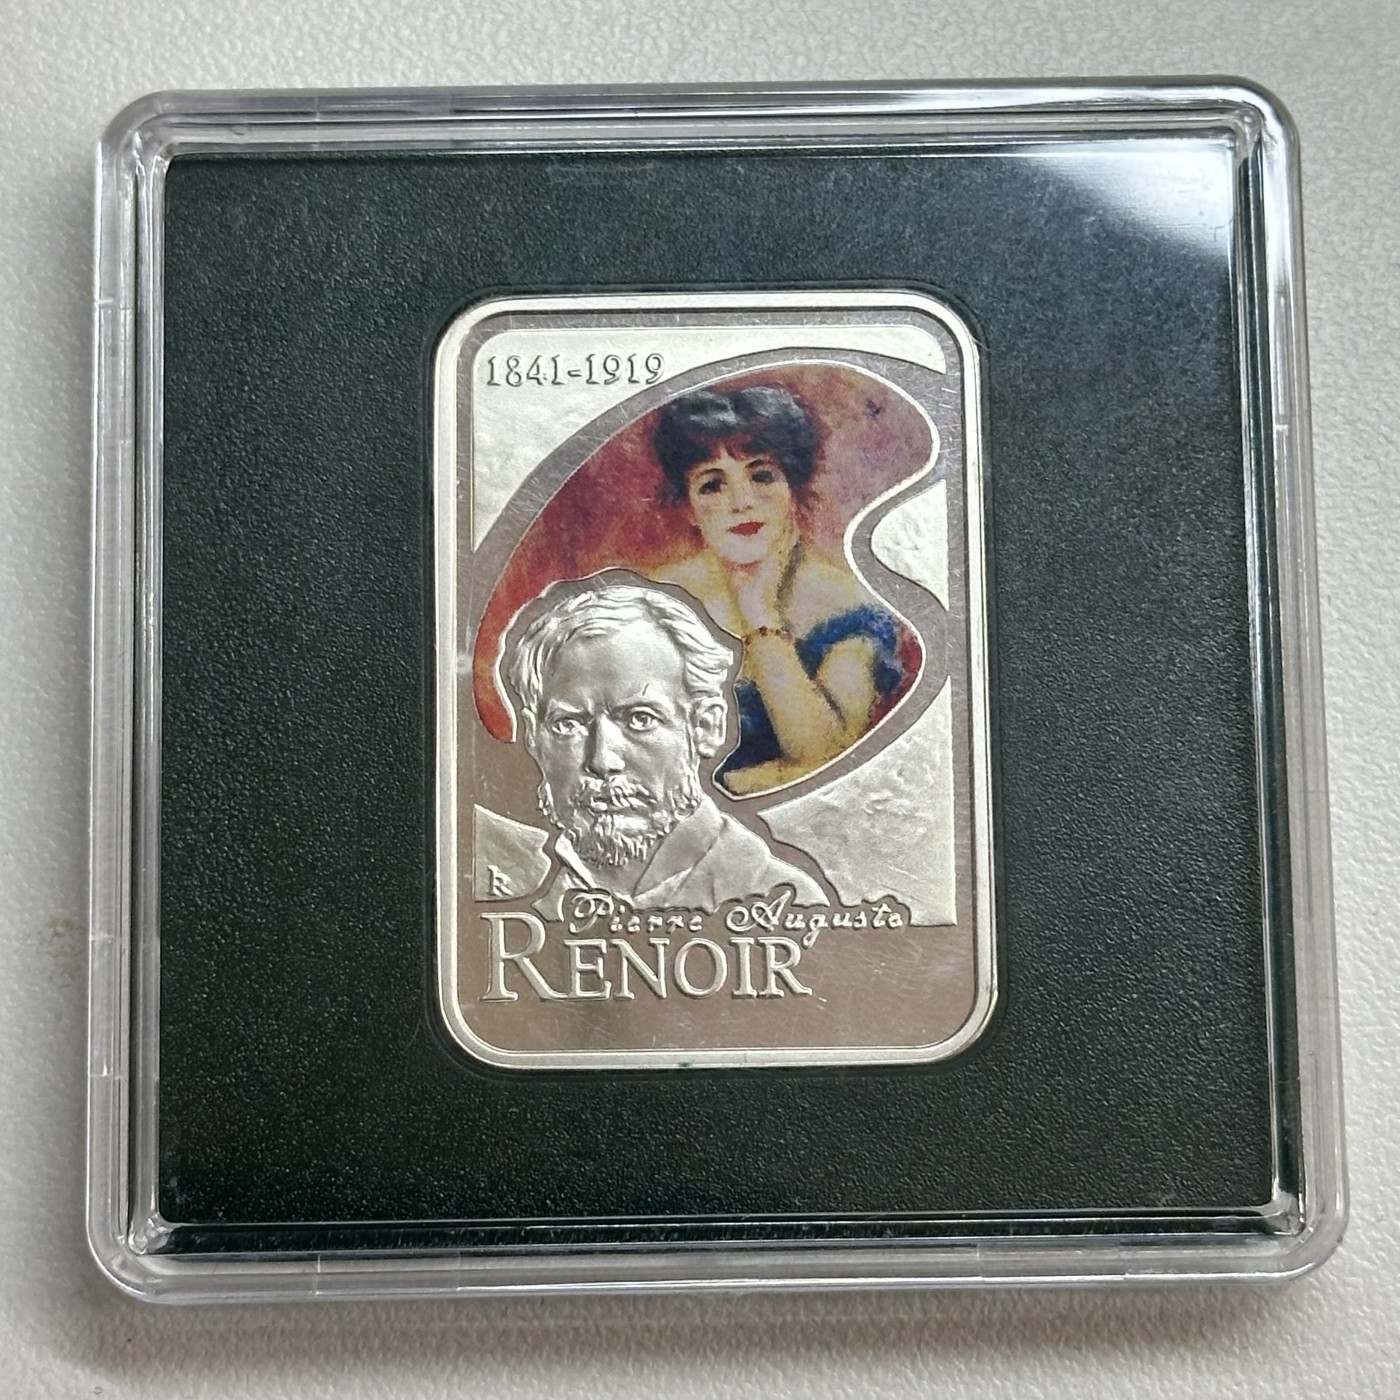 1841-1919
R
Pierre Auguste
RENOIR